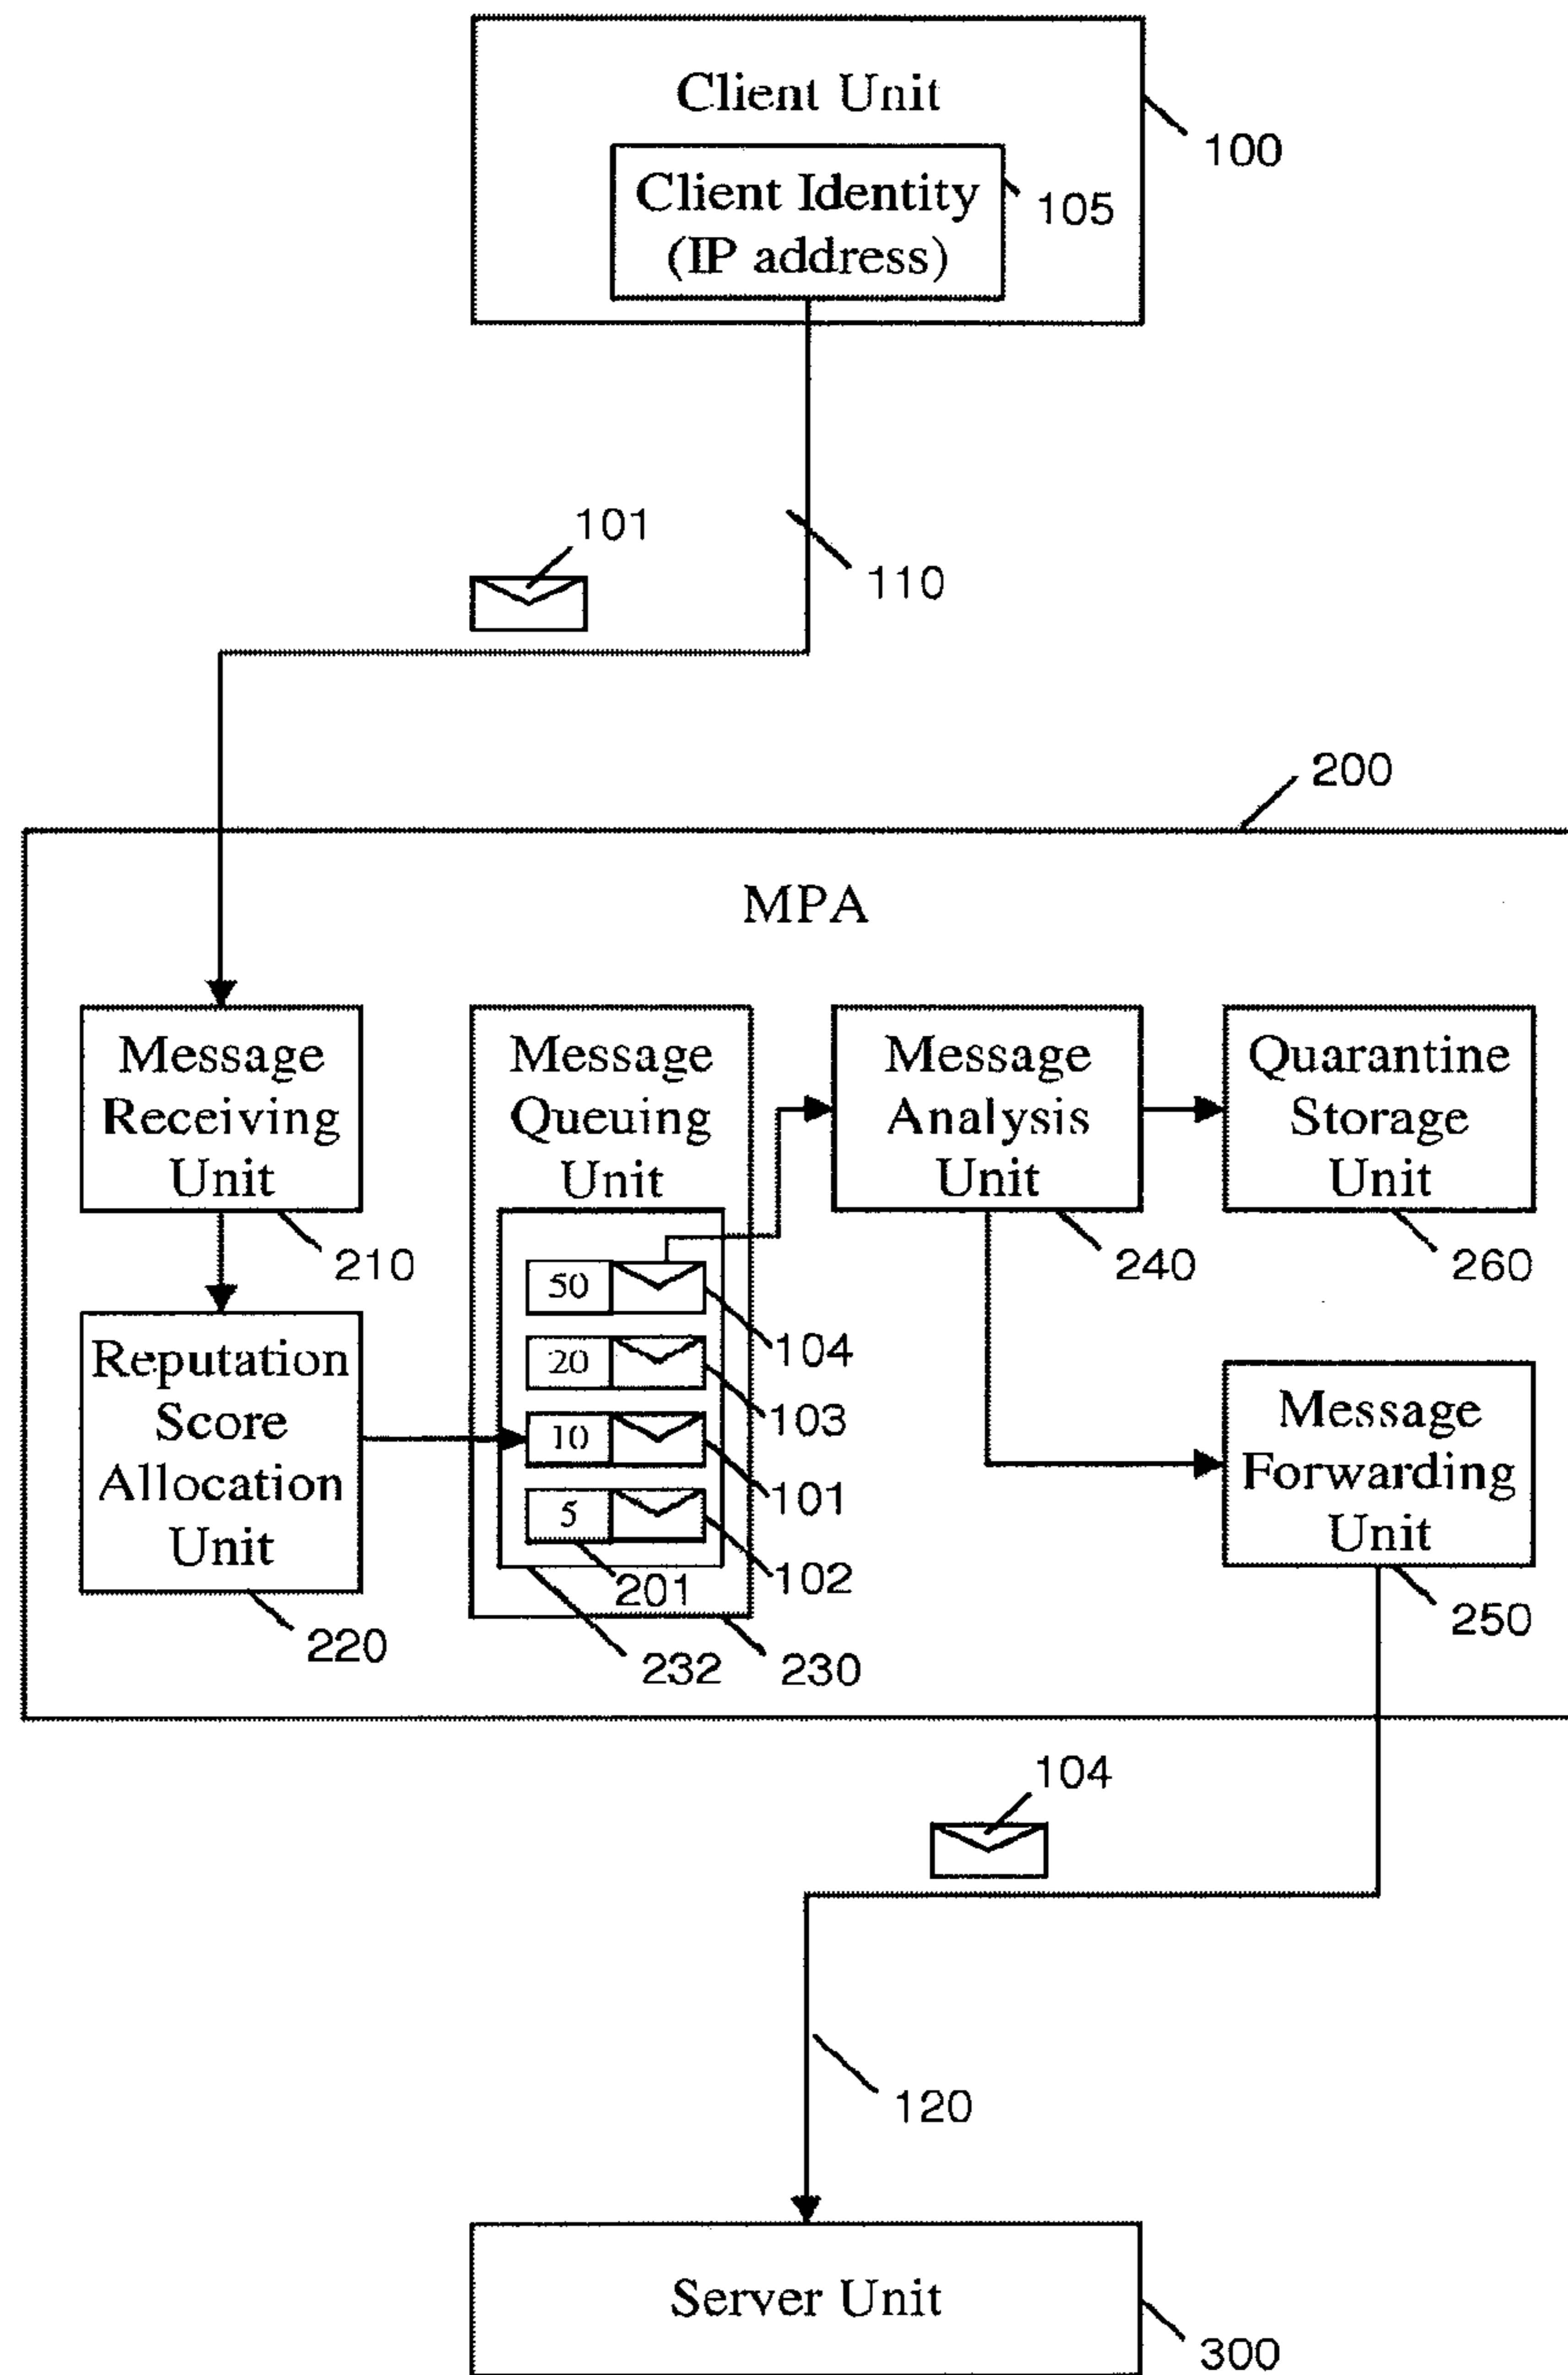 Client Unit
100
Client Identity
(IP address)
105
101
110
200
MPA
Message
Receiving
Unit
210
Reputation
Score
Allocation
Unit
220
Message
Queuing
Unit
50
104
20
103
10
101
5
102
201
232
230
Message
Analysis
Unit
240
Quarantine
Storage
Unit
260
Message
Forwarding
Unit
250
104
120
Server Unit
300